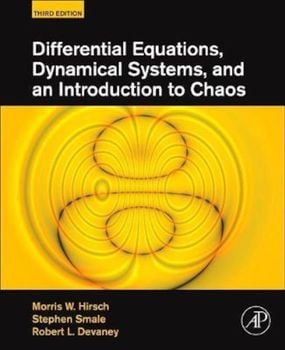 THIRD EDITION
Differential Equations,
Dynamical Systems, and
an Introduction to Chaos
Morris W. Hirsch
Stephen Smale
Robert L. Devaney
AP